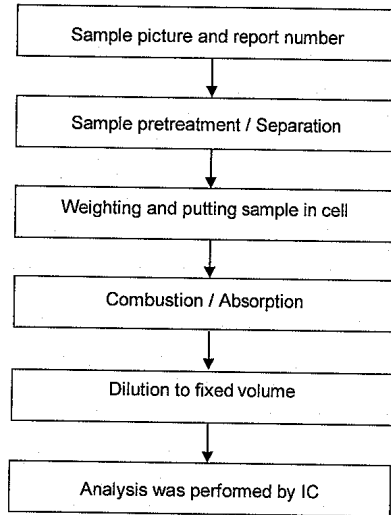 Sample picture and report number
Sample pretreatment / Separation
Weighting and putting sample in cell
Combustion / Absorption
Dilution to fixed volume
Analysis was performed by IC